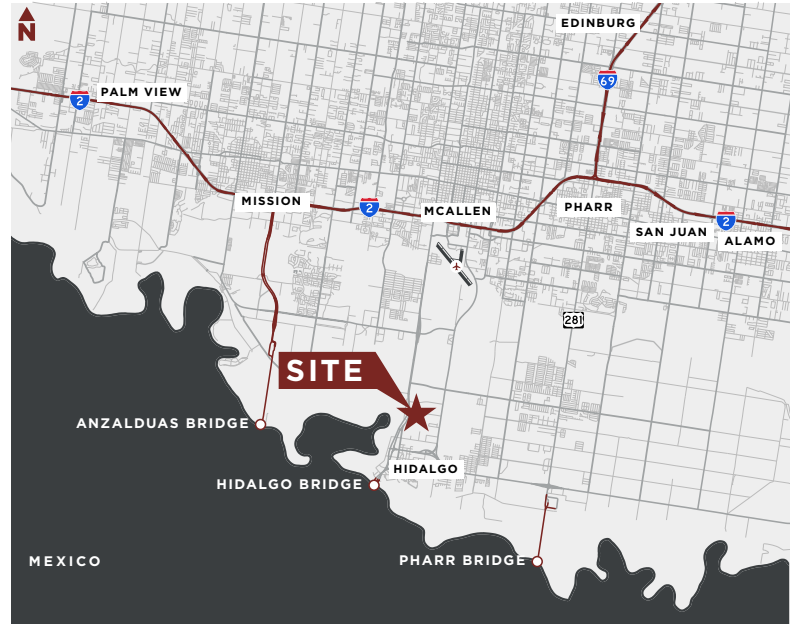 N
EDINBURG
69
2
PALM VIEW
MISSION
2
MCALLEN
PHARR
SAN JUAN
2
ALAMO
281
SITE
ANZALDUAS BRIDGE
HIDALGO
HIDALGO BRIDGE
PHARR BRIDGE
MEXICO